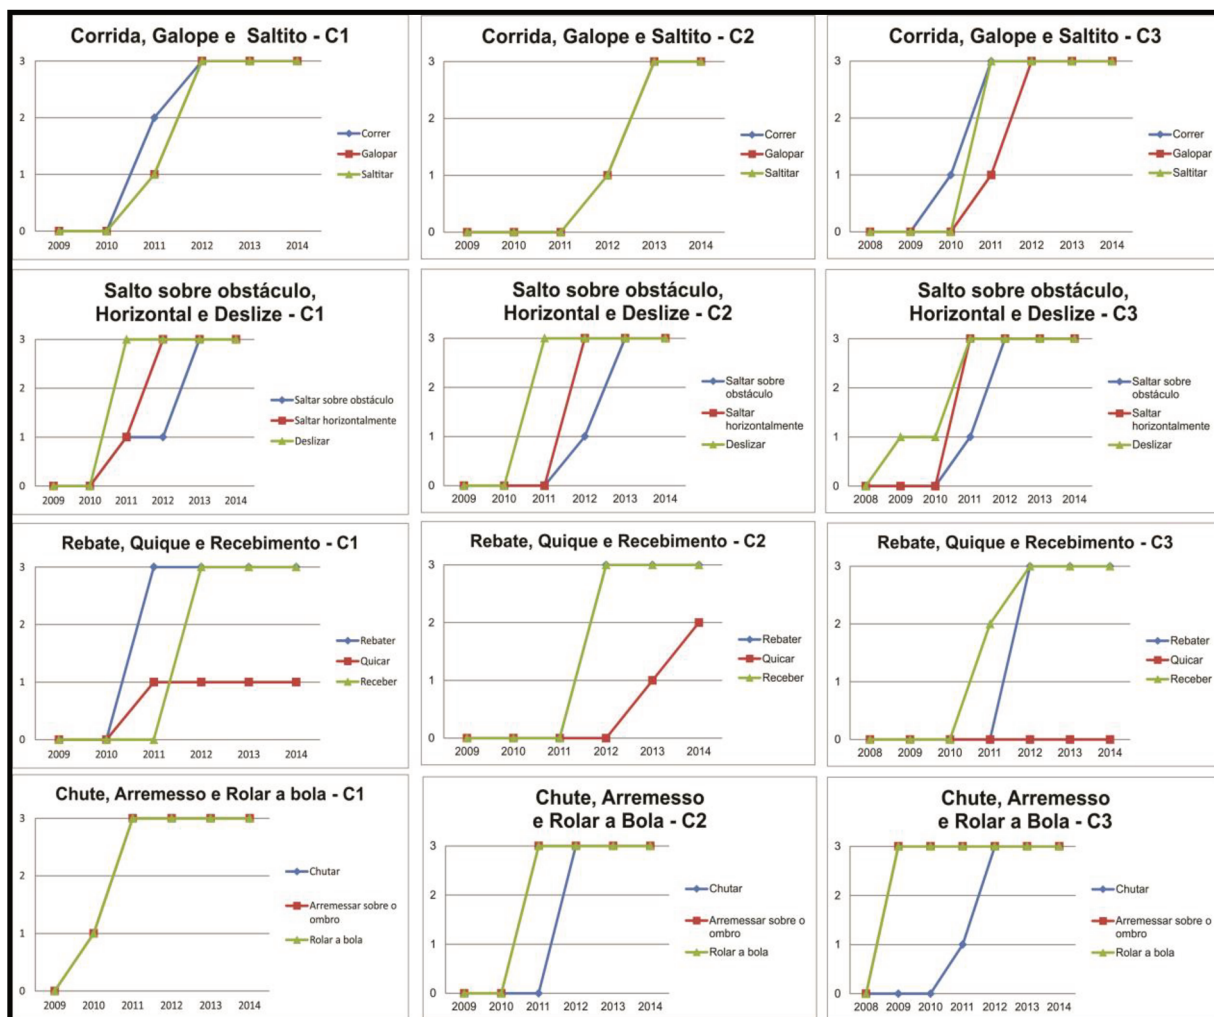 Corrida, Galope e Saltito - C1
3
2
1
0
2009 2010 2011 2012 2013 2014
Correr
Galopar
Saltitar
Corrida, Galope e Saltito - C2
3
2
1
0
2009 2010 2011 2012 2013 2014
Correr
Galopar
Saltitar
Corrida, Galope e Saltito - C3
3
2
1
0
2008 2009 2010 2011 2012 2013 2014
Correr
Galopar
Saltitar
Salto sobre obstáculo,
Horizontal e Deslize - C1
3
2
1
0
2009 2010 2011 2012 2013 2014
Saltar sobre obstáculo
Saltar horizontalmente
Deslizar
Salto sobre obstáculo,
Horizontal e Deslize - C2
3
2
1
0
2009 2010 2011 2012 2013 2014
Saltar sobre
obstáculo
Saltar
horizontalmente
Deslizar
Salto sobre obstáculo,
Horizontal e Deslize - C3
3
2
1
0
2008 2009 2010 2011 2012 2013 2014
Saltar sobre
obstáculo
Saltar
horizontalmente
Deslizar
Rebate, Quique e Recebimento - C1
3
2
1
0
2009 2010 2011 2012 2013 2014
Rebater
Quicar
Receber
Rebate, Quique e Recebimento - C2
3
2
1
0
2009 2010 2011 2012 2013 2014
Rebater
Quicar
Receber
Rebate, Quique e Recebimento - C3
3
2
1
0
2008 2009 2010 2011 2012 2013 2014
Rebater
Quicar
Receber
Chute, Arremesso e Rolar a bola - C1
3
2
1
0
2009 2010 2011 2012 2013 2014
Chutar
Arremessar sobre o
ombro
Rolar a bola
Chute, Arremesso
e Rolar a Bola - C2
3
2
1
0
2009 2010 2011 2012 2013 2014
Chutar
Arremessar sobre o
ombro
Rolar a bola
Chute, Arremesso
e Rolar a Bola - C3
3
2
1
0
2008 2009 2010 2011 2012 2013 2014
Chutar
Arremessar sobre o
ombro
Rolar a bola